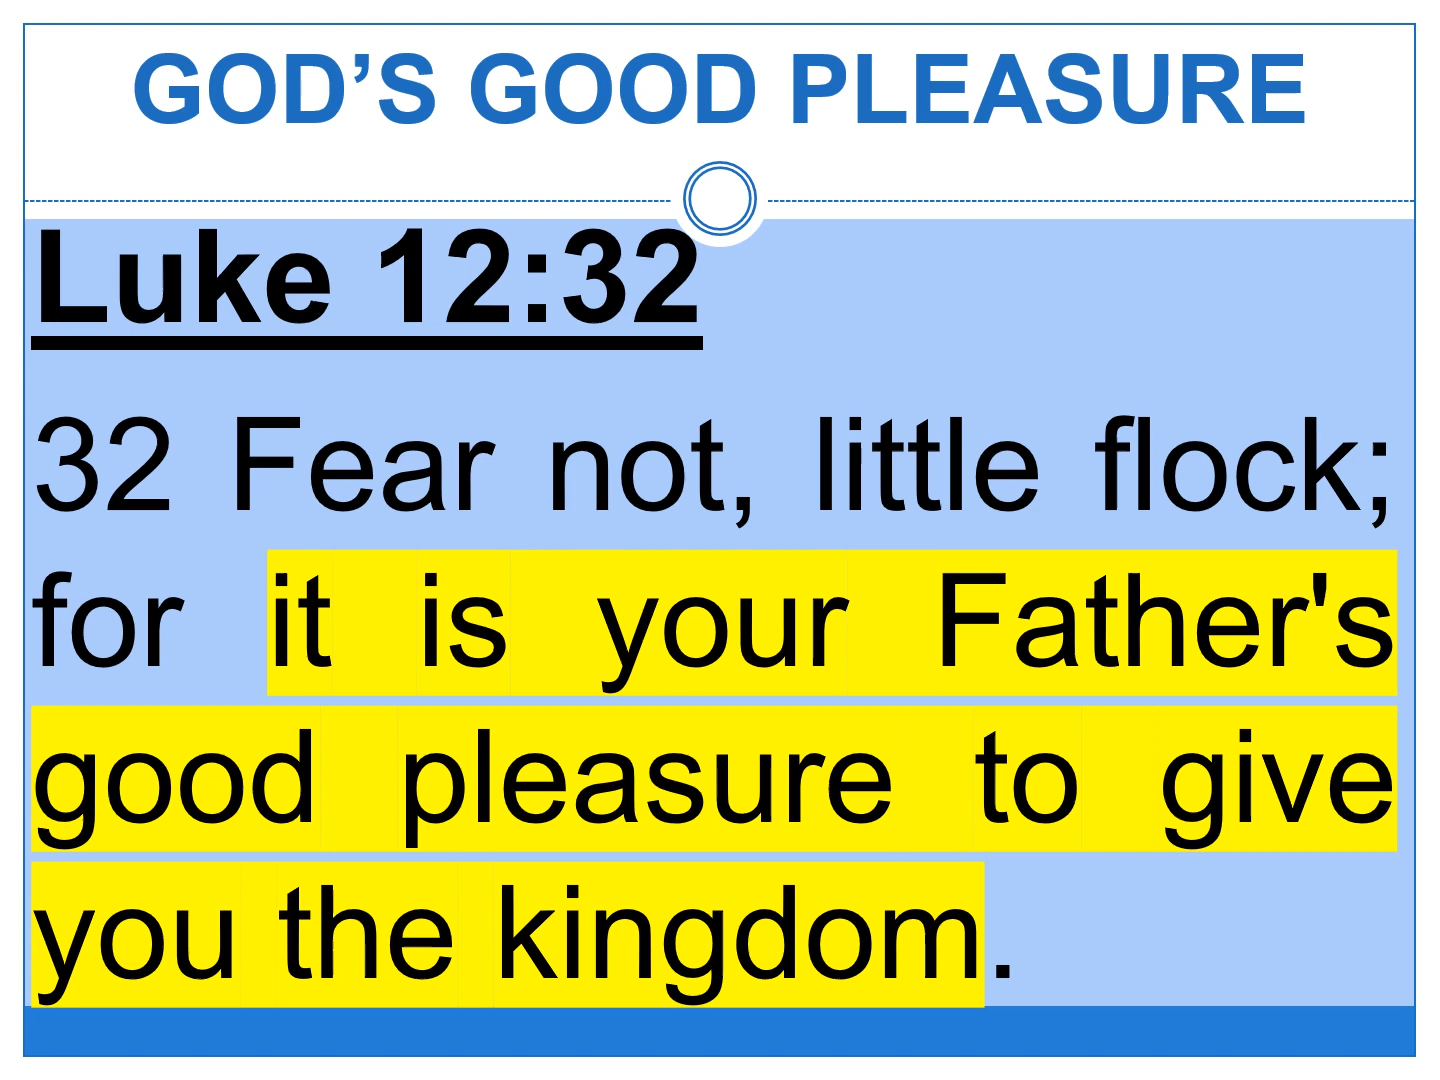 GOD’S GOOD PLEASURE
Luke 12:32
32 Fear not, little flock;
for it is your Father's
good pleasure to give
you the kingdom.